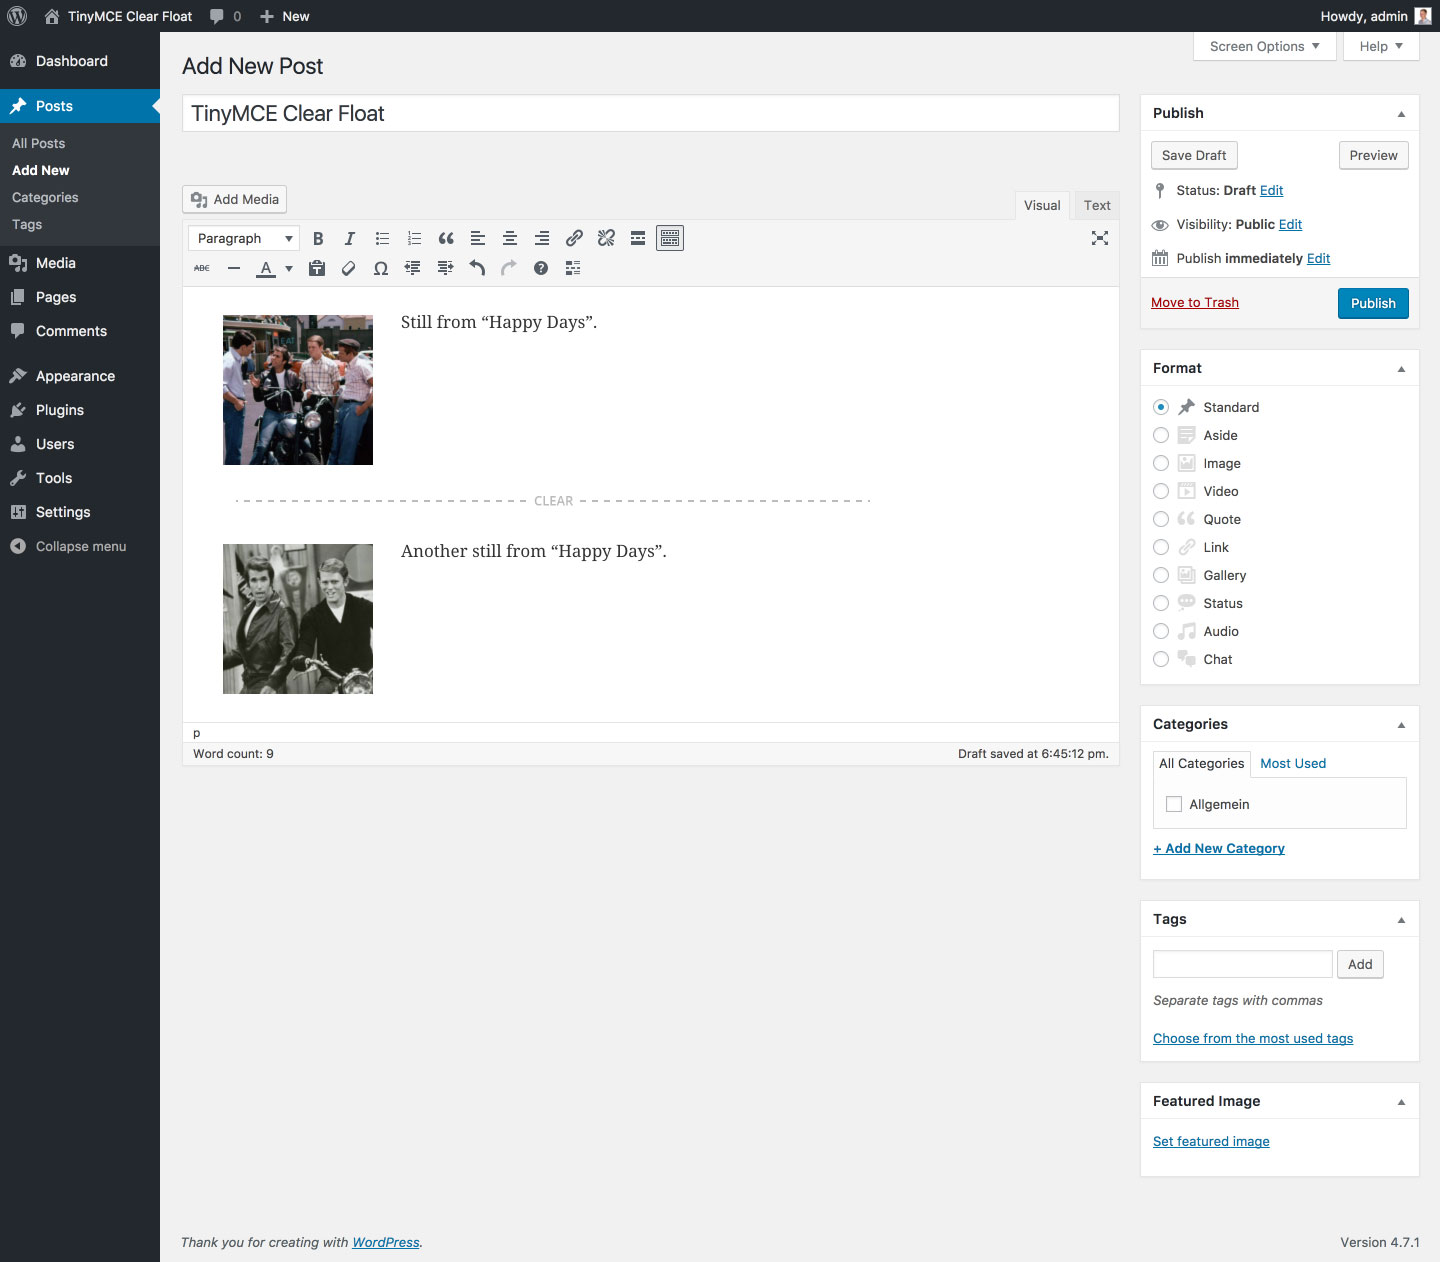 TinyMCE Clear Float 0 New Howdy, admin
Screen Options Help
Dashboard
Posts
All Posts
Add New
Categories
Tags
Media
Pages
Comments
Appearance
Plugins
Users
Tools
Settings
Collapse menu
Add New Post
TinyMCE Clear Float
Add Media
Visual Text
Paragraph B I
ABC A Ω
Still from “Happy Days”.
CLEAR
Another still from “Happy Days”.
p
Word count: 9 Draft saved at 6:45:12 pm.
Publish
Save Draft Preview
Status: Draft Edit
Visibility: Public Edit
Publish immediately Edit
Move to Trash Publish
Format
Standard
Aside
Image
Video
Quote
Link
Gallery
Status
Audio
Chat
Categories
All Categories Most Used
Allgemein
+ Add New Category
Tags
Add
Separate tags with commas
Choose from the most used tags
Featured Image
Set featured image
Thank you for creating with WordPress. Version 4.7.1